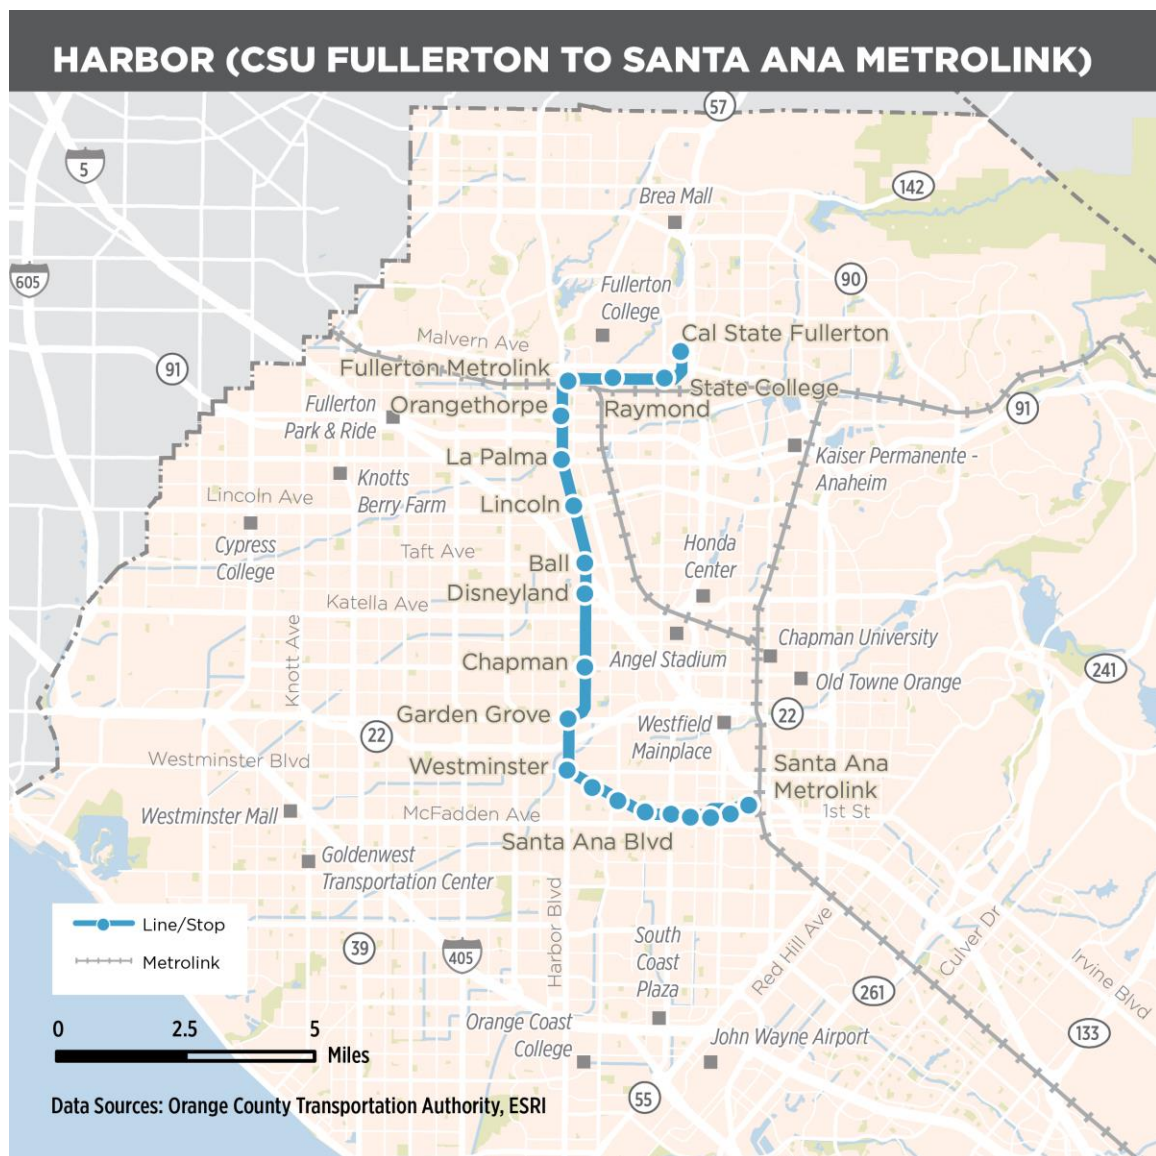 HARBOR (CSU FULLERTON TO SANTA ANA METROLINK)
57
5
142
Brea Mall
605
90
Fullerton
College
Malvern Ave
Cal State Fullerton
91
Fullerton Metrolink
State College
Orangethorpe
Raymond
91
Fullerton
Park & Ride
La Palma
Kaiser Permanente -
Anaheim
Knotts
Berry Farm
Lincoln Ave
Lincoln
Cypress
College
Taft Ave
Honda
Center
Ball
Disneyland
Katella Ave
Knott Ave
Chapman University
Angel Stadium
Chapman
241
Old Towne Orange
Garden Grove
22
Westfield
Mainplace
22
Westminster Blvd
Westminster
Santa Ana
Metrolink
Westminster Mall
McFadden Ave
1st St
Santa Ana Blvd
Goldenwest
Transportation Center
Harbor Blvd
Line/Stop
Metrolink
39
405
South
Coast
Plaza
Red Hill Ave
Culver Dr
Irvine Blvd
261
133
Orange Coast
College
John Wayne Airport
55
0 2.5 5
Miles
Data Sources: Orange County Transportation Authority, ESRI